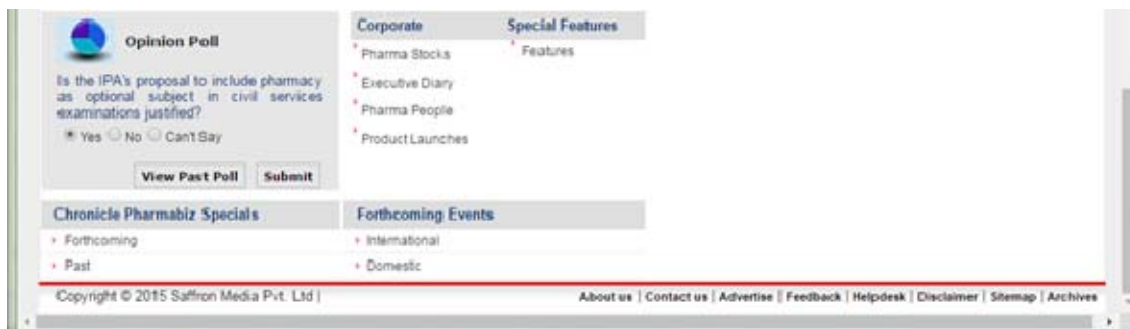 Opinion Poll
Is the IPA's proposal to include pharmacy
as optional subject in civil services
examinations justified?
Yes No Can't Say
View Past Poll Submit
Corporate
Pharma Stocks
Executive Diary
Pharma People
Product Launches
Special Features
Features
Chronicle Pharmabiz Specials
Forthcoming
Past
Forthcoming Events
International
Domestic
Copyright © 2015 Saffron Media Pvt. Ltd |
About us | Contact us | Advertise | Feedback | Helpdesk | Disclaimer | Sitemap | Archives